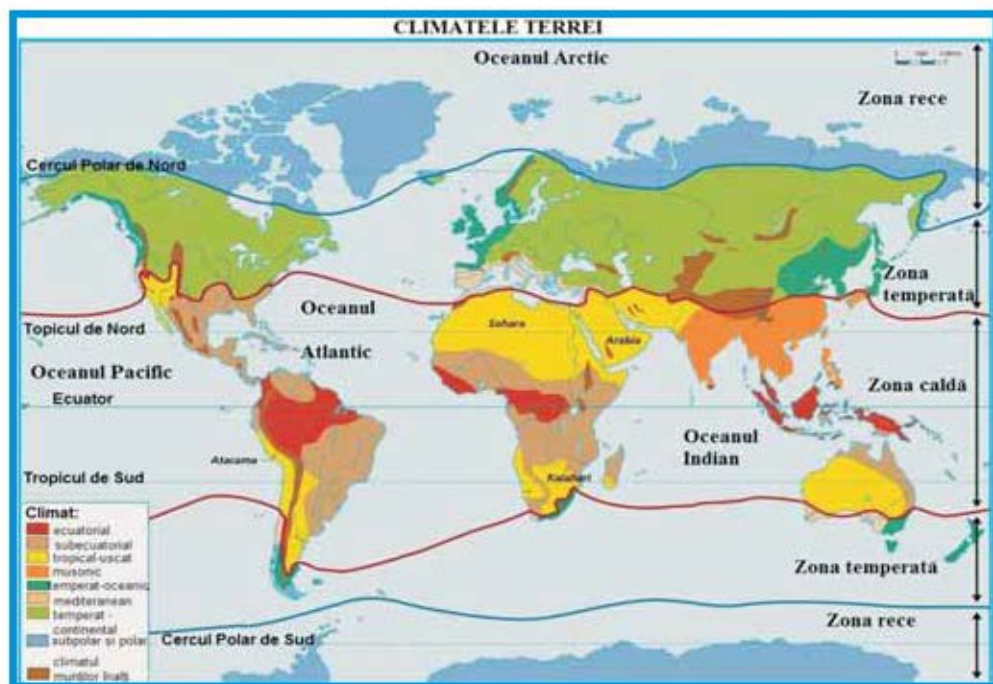 CLIMATELE TERREI
Oceanul Arctic
Zona rece
Cercul Polar de Nord
Zona
temperată
Oceanul
Topicul de Nord
Sahara
Arabia
Atlantic
Oceanul Pacific
Zona caldă
Ecuator
Oceanul
Indian
Atacama
Kalahari
Tropicul de Sud
Climat:
ecuatorial
subecuatorial
tropical-uscat
musonic
temperat-oceanic
mediteranean
temperat -
continental
subpolar si polar
climatul
munților înalți
Zona temperată
Zona rece
Cercul Polar de Sud